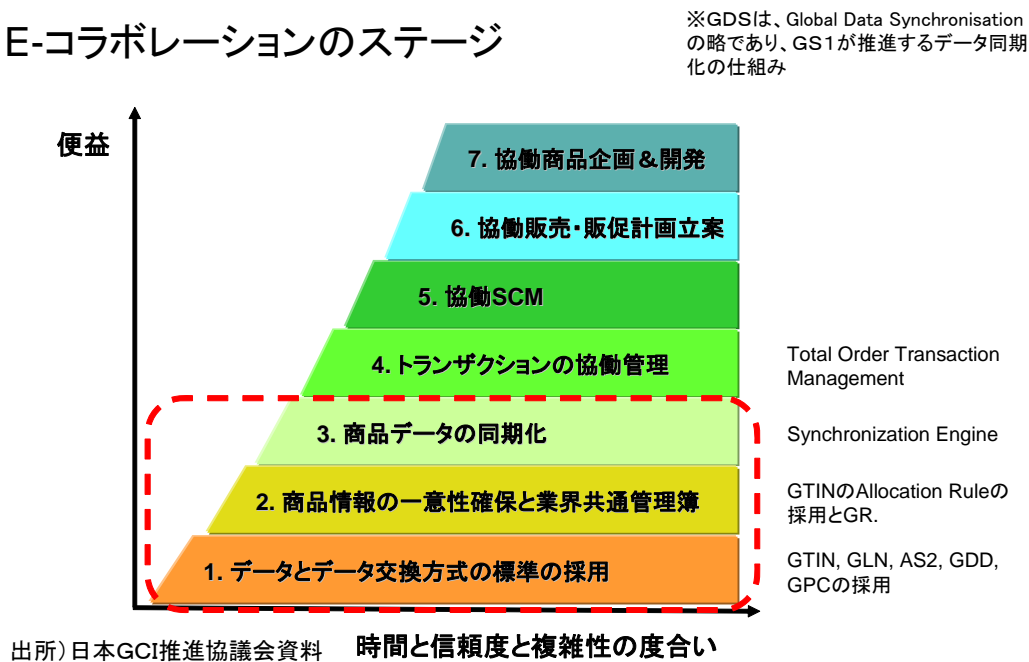 E-コラボレーションのステージ
※GDSは、Global Data Synchronisation
の略であり、GS1が推進するデータ同期
化の仕組み
便益
7. 協働商品企画&開発
6. 協働販売・販促計画立案
5. 協働SCM
4. トランザクションの協働管理
Total Order Transaction
Management
3. 商品データの同期化
Synchronization Engine
2. 商品情報の一意性確保と業界共通管理簿
GTINのAllocation Ruleの
採用とGR.
1. データとデータ交換方式の標準の採用
GTIN, GLN, AS2, GDD,
GPCの採用
出所)日本GCI推進協議会資料
時間と信頼度と複雑性の度合い